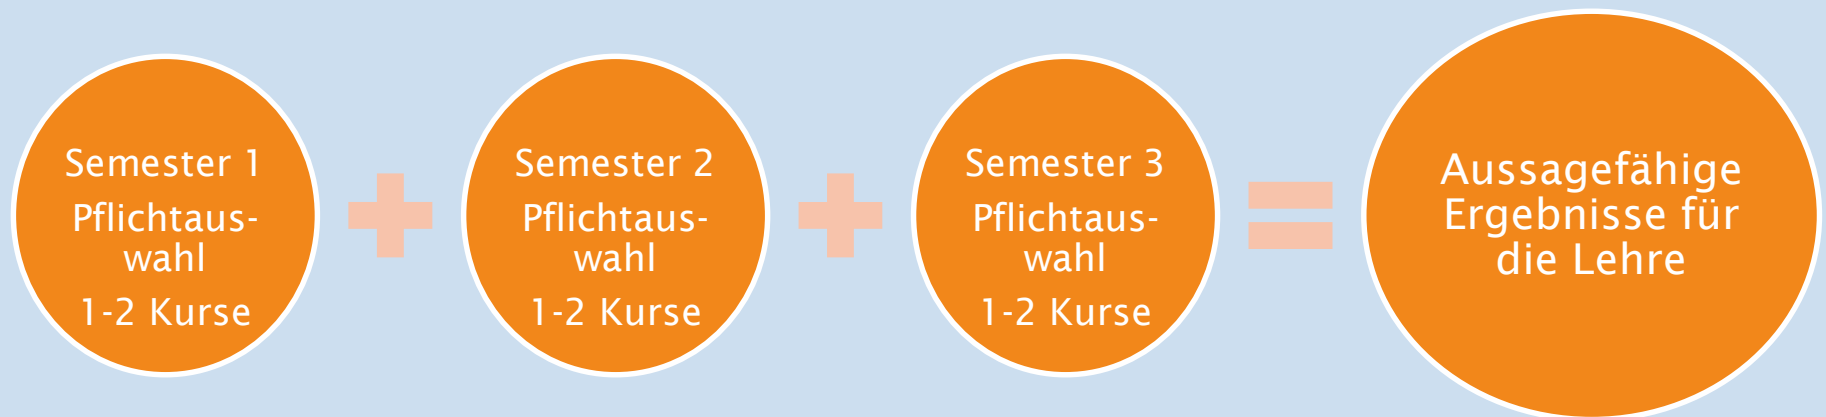 Semester 1
Pflichtaus-
wahl
1-2 Kurse
Semester 2
Pflichtaus-
wahl
1-2 Kurse
Semester 3
Pflichtaus-
wahl
1-2 Kurse
Aussagefähige
Ergebnisse für
die Lehre